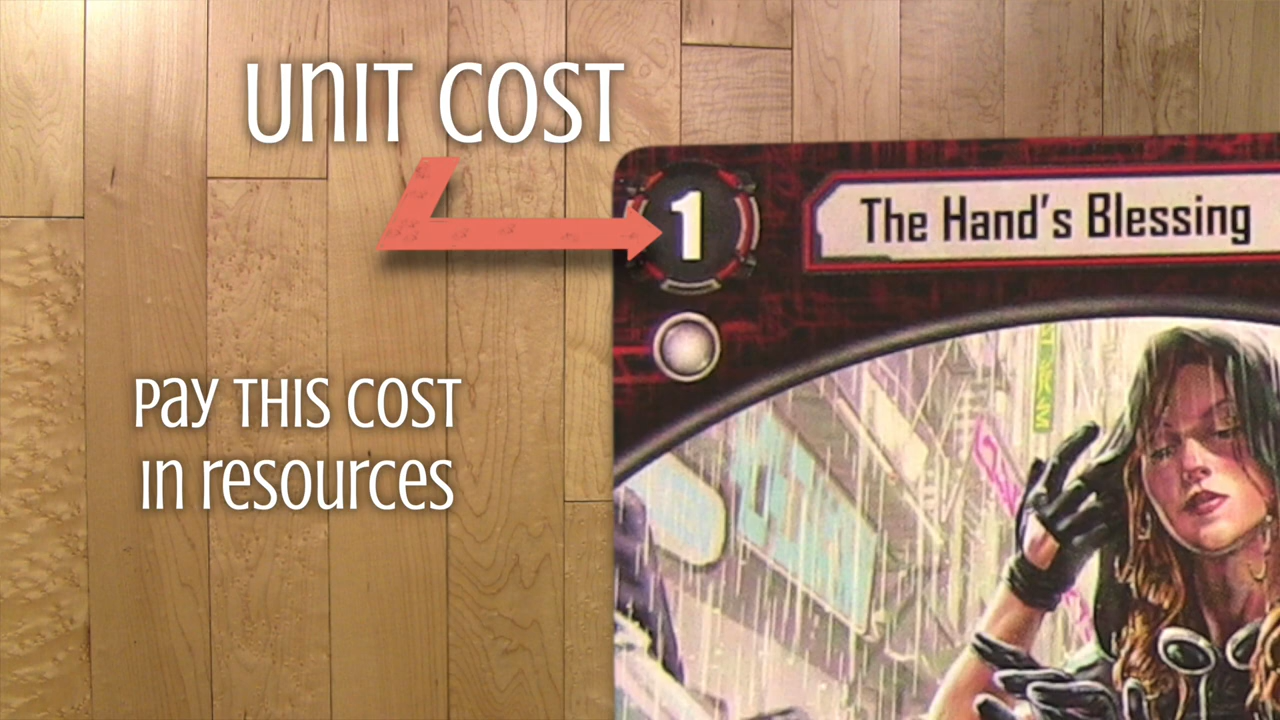 UNIT COST
1
The Hand's Blessing
PAY THIS COST
IN RESOURCES